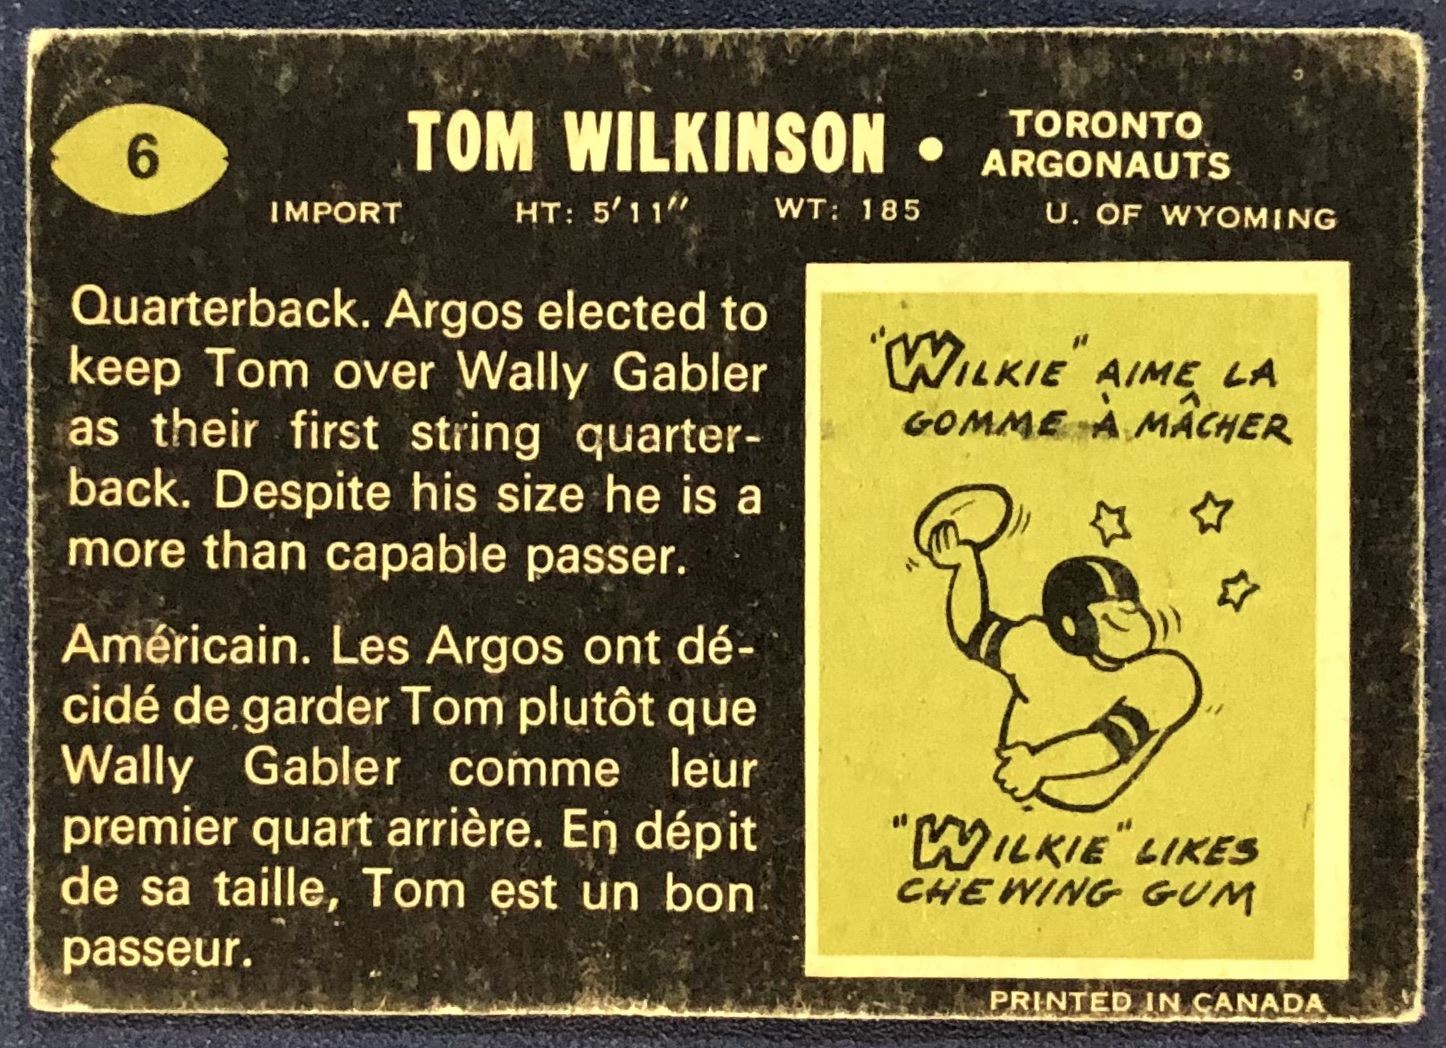 6
TOM WILKINSON • TORONTO
ARGONAUTS
IMPORT HT: 5'11" WT: 185 U. OF WYOMING
Quarterback. Argos elected to
keep Tom over Wally Gabler
as their first string quarter-
back. Despite his size he is a
more than capable passer.
Américain. Les Argos ont dé-
cidé de garder Tom plutôt que
Wally Gabler comme leur
premier quart arrière. En dépit
de sa taille, Tom est un bon
passeur.
"WILKIE" AIME LA
GOMME À MÂCHER
"WILKIE" LIKES
CHEWING GUM
PRINTED IN CANADA